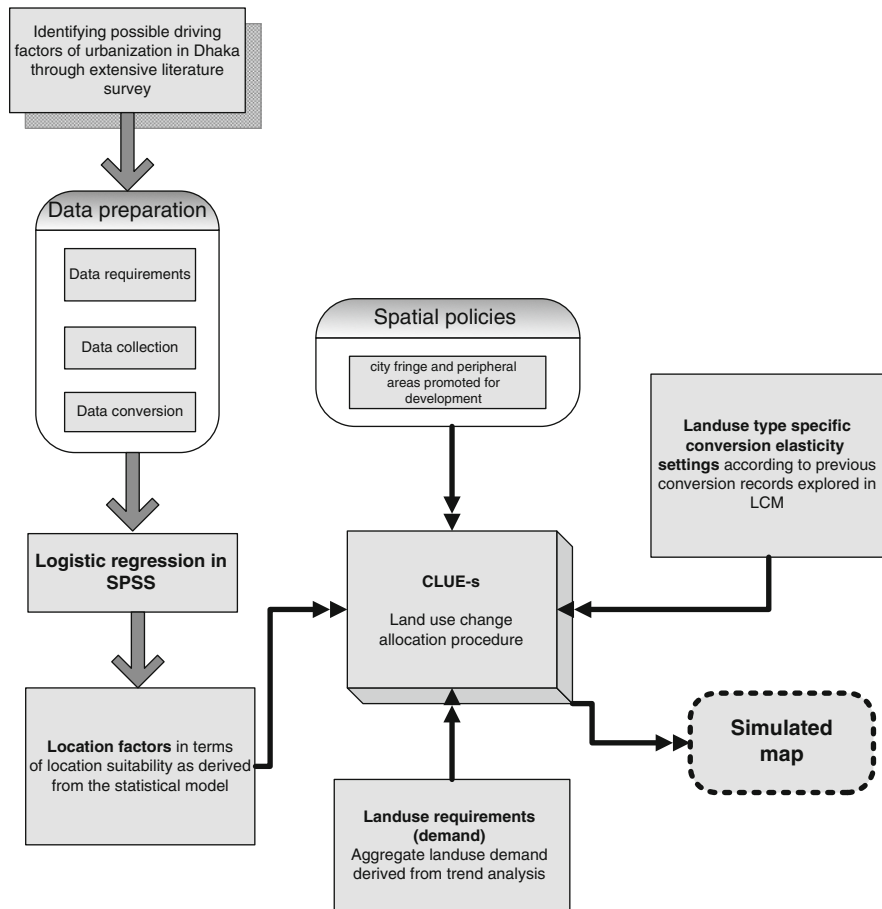 Identifying possible driving
factors of urbanization in Dhaka
through extensive literature
survey
Data preparation
Data requirements
Data collection
Data conversion
Logistic regression in
SPSS
Location factors in terms
of location suitability as derived
from the statistical model
Spatial policies
city fringe and peripheral
areas promoted for
development
Landuse type specific
conversion elasticity
settings according to previous
conversion records explored in
LCM
CLUE-s
Land use change
allocation procedure
Landuse requirements
(demand)
Aggregate landuse demand
derived from trend analysis
Simulated
map